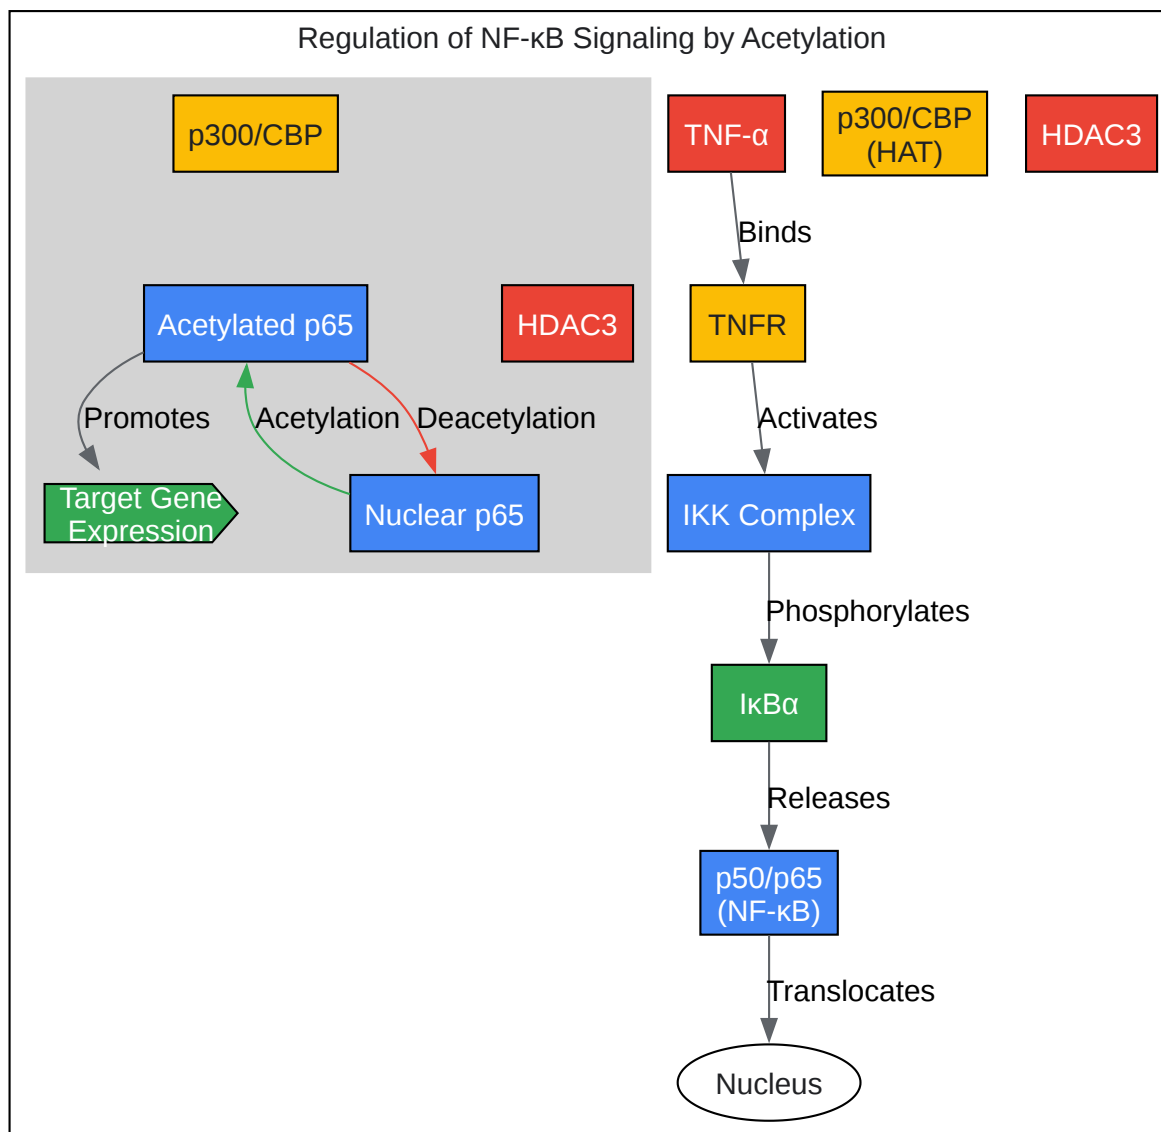 Regulation of NF-κB Signaling by Acetylation
p300/CBP
TNF-α
p300/CBP
(HAT)
HDAC3
Binds
Acetylated p65
HDAC3
TNFR
Promotes
Acetylation
Deacetylation
Activates
Target Gene
Expression
Nuclear p65
IKK Complex
Phosphorylates
IκBα
Releases
p50/p65
(NF-κB)
Translocates
Nucleus